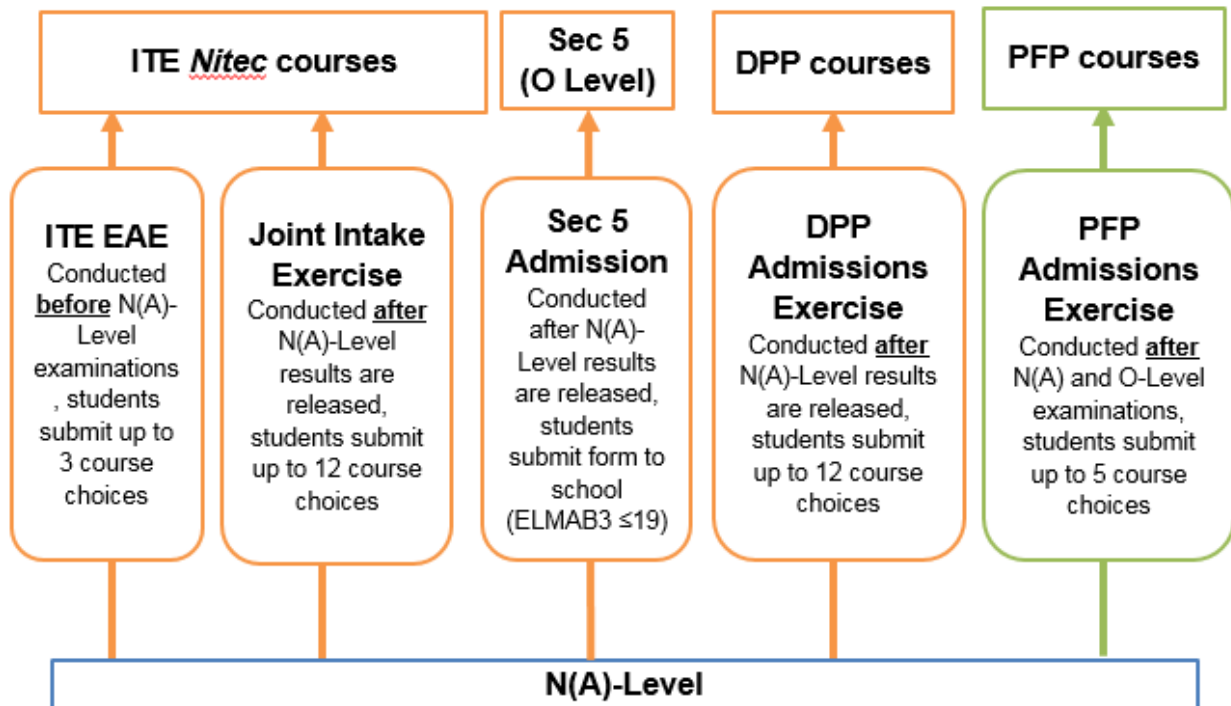 ITE Nitec courses
Sec 5
(O Level)
DPP courses
PFP courses
ITE EAE
Conducted
before N(A)-
Level
examinations
, students
submit up to
3 course
choices
Joint Intake
Exercise
Conducted after
N(A)-Level
results are
released,
students submit
up to 12 course
choices
Sec 5
Admission
Conducted
after N(A)-
Level results
are released,
students
submit form to
school
(ELMAB3 ≤19)
DPP
Admissions
Exercise
Conducted after
N(A)-Level results
are released,
students submit
up to 12 course
choices
PFP
Admissions
Exercise
Conducted after
N(A) and O-Level
examinations,
students submit
up to 5 course
choices
N(A)-Level